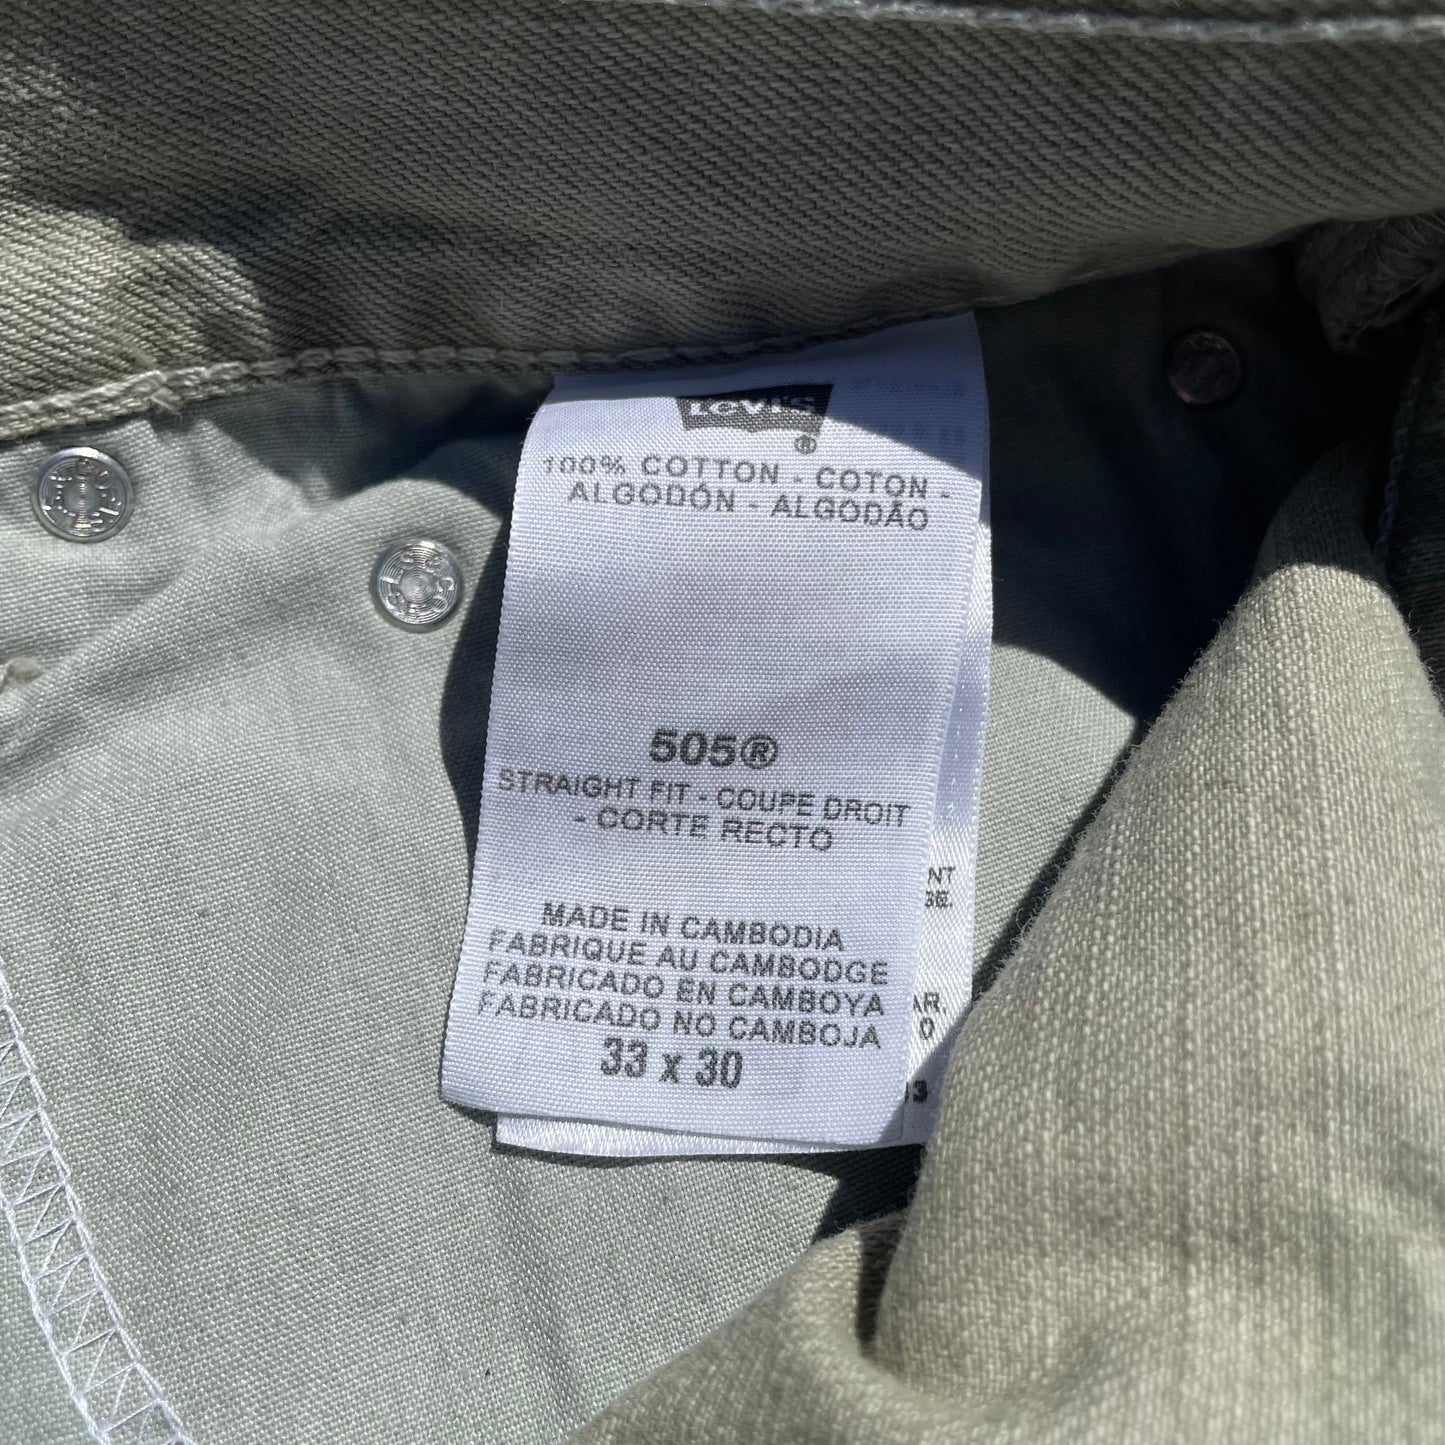 Levi's
®
100% COTTON - COTON -
ALGODÓN - ALGODÃO
505®
STRAIGHT FIT - COUPE DROIT
- CORTE RECTO
MADE IN CAMBODIA
FABRIQUE AU CAMBODGE
FABRICADO EN CAMBOYA
FABRICADO NO CAMBOJA
33 x 30